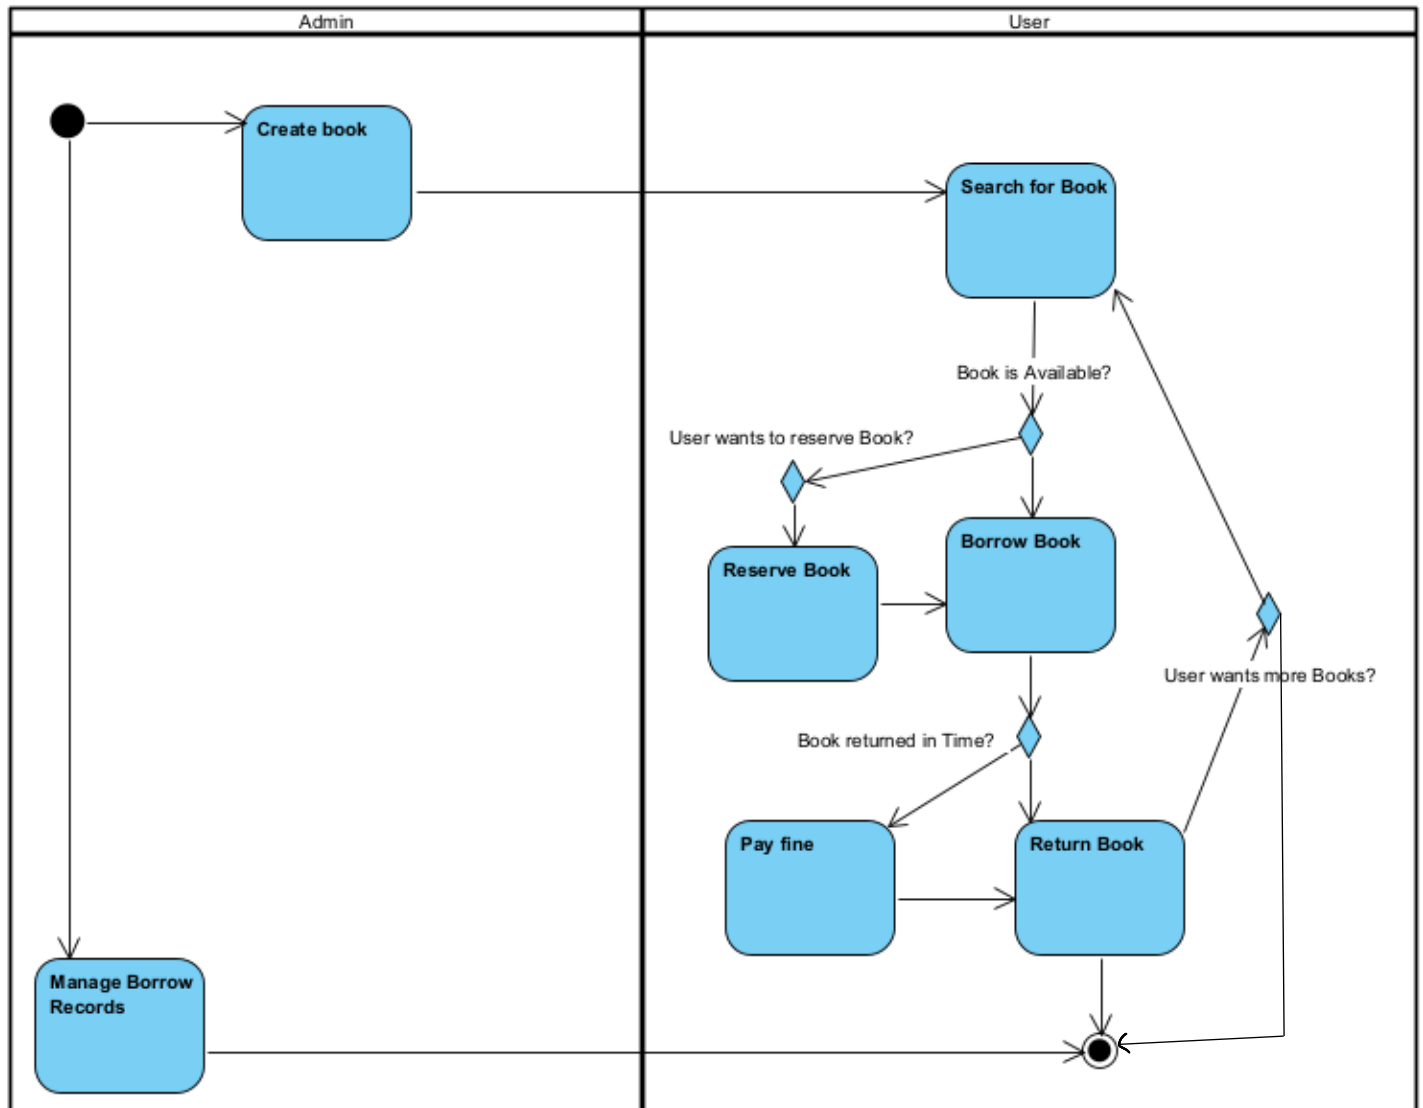 Admin
User
Create book
Search for Book
Book is Available?
User wants to reserve Book?
Borrow Book
Reserve Book
User wants more Books?
Book returned in Time?
Pay fine
Return Book
Manage Borrow
Records